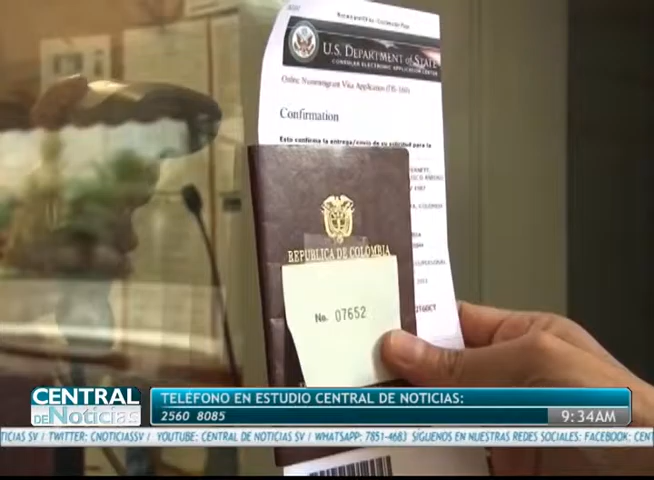 U.S. DEPARTMENT of STATE
CONSULAR ELECTRONIC APPLICATION CENTER
Online Nonimmigrant Visa Application (DS-160)
Confirmation
Esto confirma la entrega/envío de su solicitud para la
REPUBLICA DE COLOMBIA
No. 07652
CENTRAL
DE Noticias
TELÉFONO EN ESTUDIO CENTRAL DE NOTICIAS:
2560 8085
9:34AM
AS SV / TWITTER: CNOTICIASSV / YOUTUBE: CENTRAL DE NOTICIAS SV / WHATSAPP: 7851-4683 SÍGUENOS EN NUESTRAS REDES SOCIALES: FACEBOOK: CENT